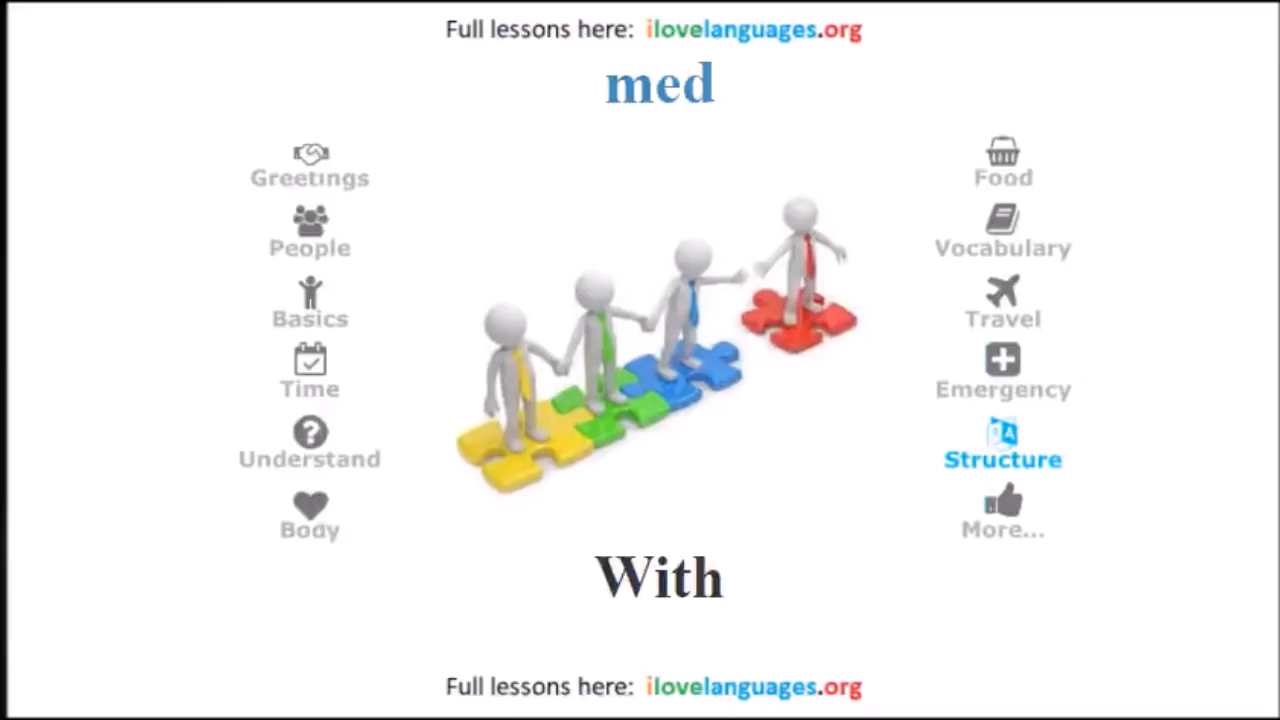 Full lessons here: ilovelanguages.org
med
Greetings
People
Basics
Time
Understand
Body
Food
Vocabulary
Travel
Emergency
Structure
More...
With
Full lessons here: ilovelanguages.org